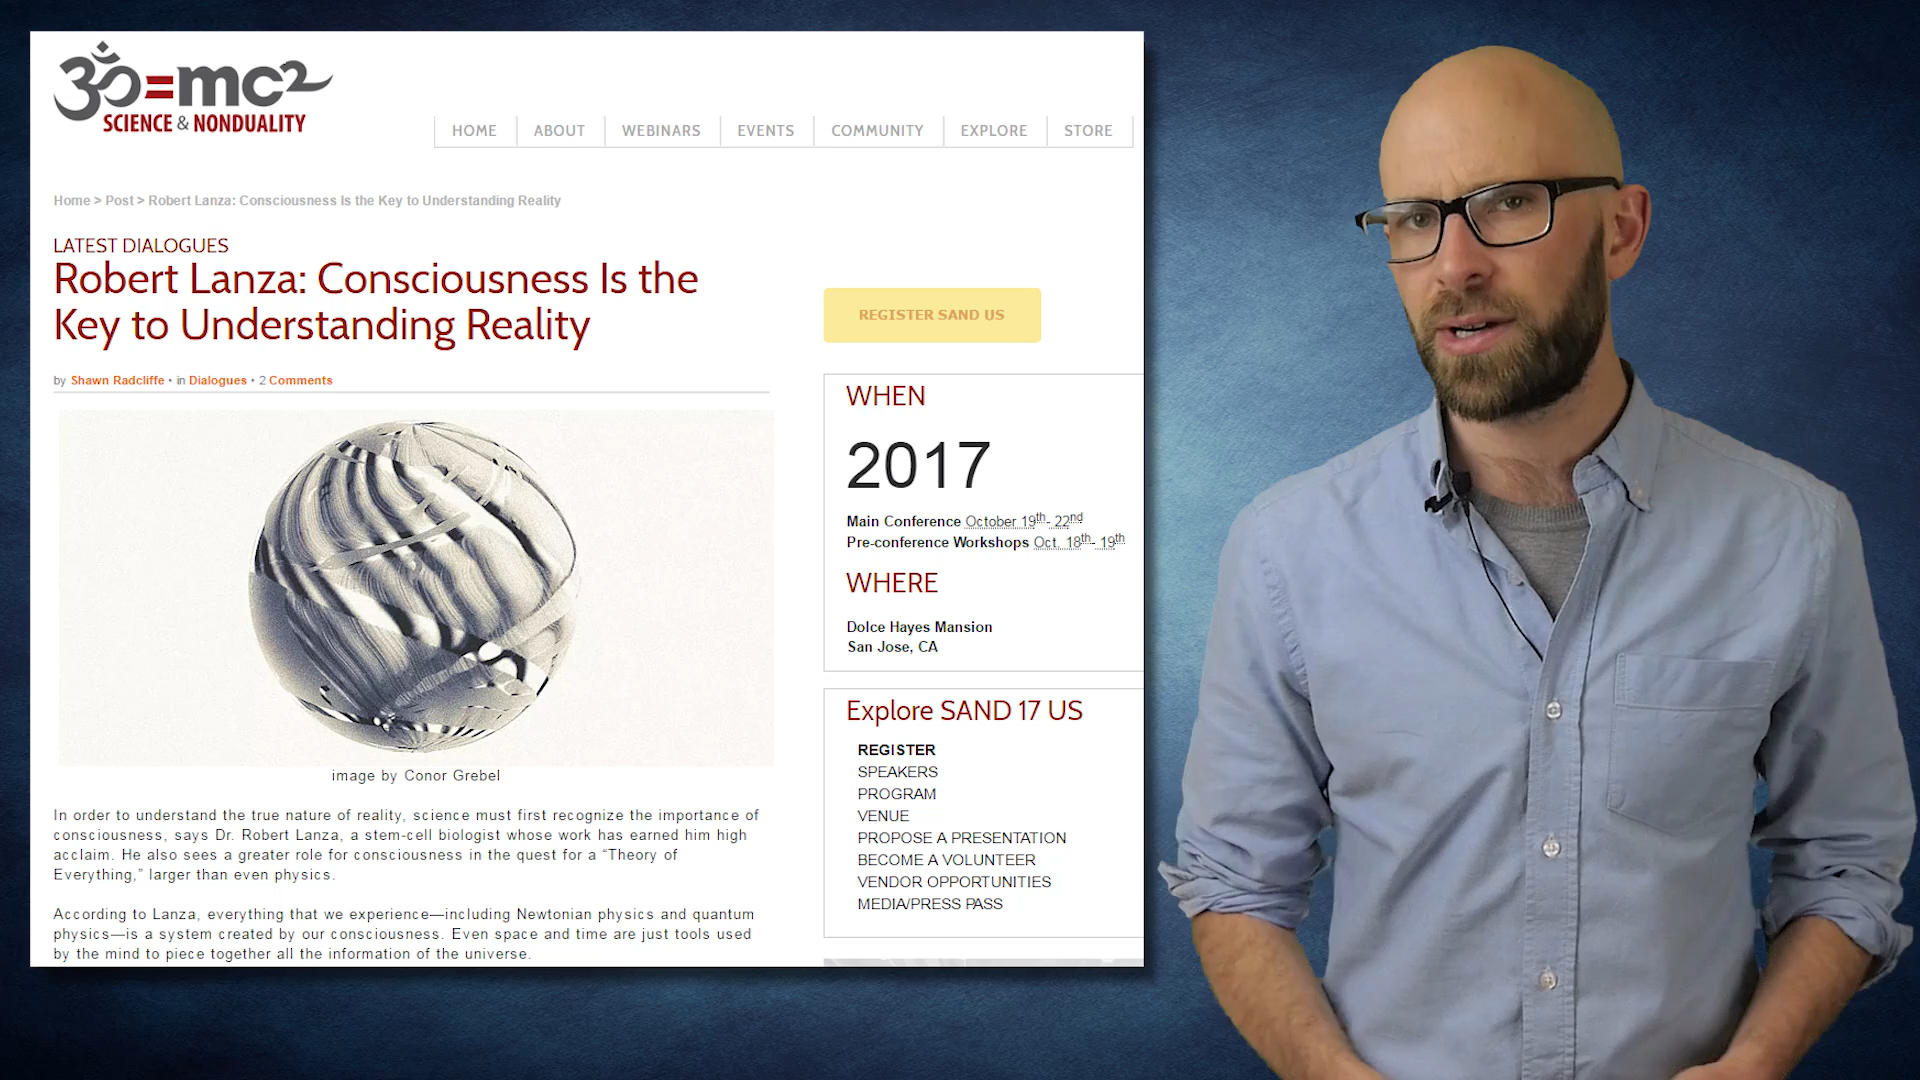 ॐ=mc2
SCIENCE & NONDUALITY
HOME ABOUT WEBINARS EVENTS COMMUNITY EXPLORE STORE
Home > Post > Robert Lanza: Consciousness Is the Key to Understanding Reality
LATEST DIALOGUES
Robert Lanza: Consciousness Is the
Key to Understanding Reality
by Shawn Radcliffe • in Dialogues • 2 Comments
image by Conor Grebel
In order to understand the true nature of reality, science must first recognize the importance of
consciousness, says Dr. Robert Lanza, a stem-cell biologist whose work has earned him high
acclaim. He also sees a greater role for consciousness in the quest for a “Theory of
Everything,” larger than even physics.
According to Lanza, everything that we experience—including Newtonian physics and quantum
physics—is a system created by our consciousness. Even space and time are just tools used
by the mind to piece together all the information of the universe.
REGISTER SAND US
WHEN
2017
Main Conference October 19th- 22nd
Pre-conference Workshops Oct. 18th- 19th
WHERE
Dolce Hayes Mansion
San Jose, CA
Explore SAND 17 US
REGISTER
SPEAKERS
PROGRAM
VENUE
PROPOSE A PRESENTATION
BECOME A VOLUNTEER
VENDOR OPPORTUNITIES
MEDIA/PRESS PASS